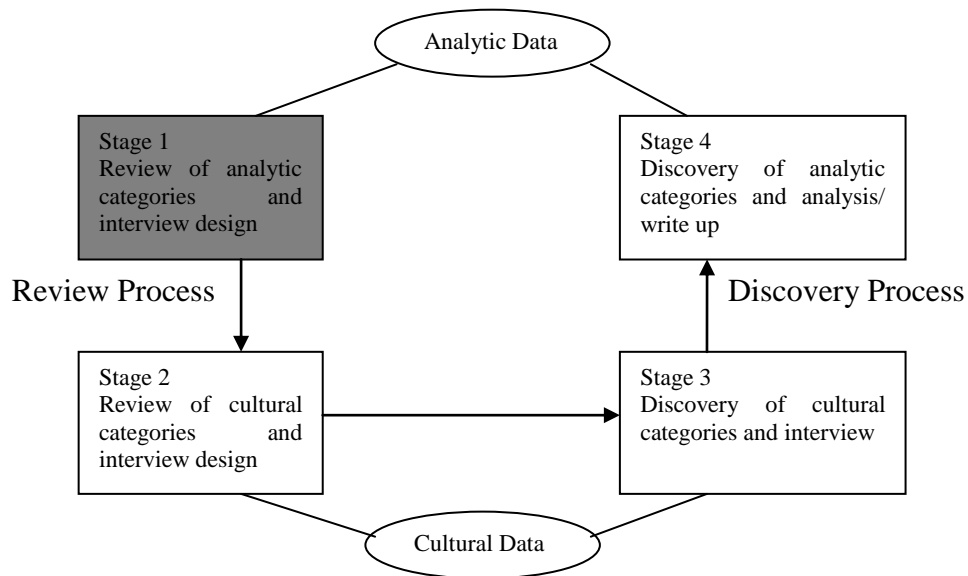 Analytic Data
Stage 1
Review of analytic
categories and
interview design
Stage 4
Discovery of analytic
categories and analysis/
write up
Review Process
Discovery Process
Stage 2
Review of cultural
categories and
interview design
Stage 3
Discovery of cultural
categories and interview
Cultural Data